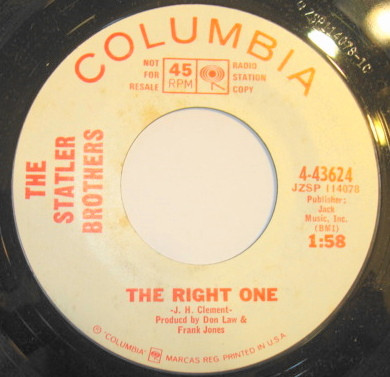 COLUMBIA
NOT
FOR
RESALE
45
RPM
RADIO
STATION
COPY
THE
STATLER
BROTHERS
4-43624
JZSP 114078
Publisher:
Jack
Music, Inc.
(BMI)
1:58
THE RIGHT ONE
-J. H. Clement-
Produced by Don Law &
Frank Jones
℗ "COLUMBIA" MARCAS REG. PRINTED IN U.S.A.